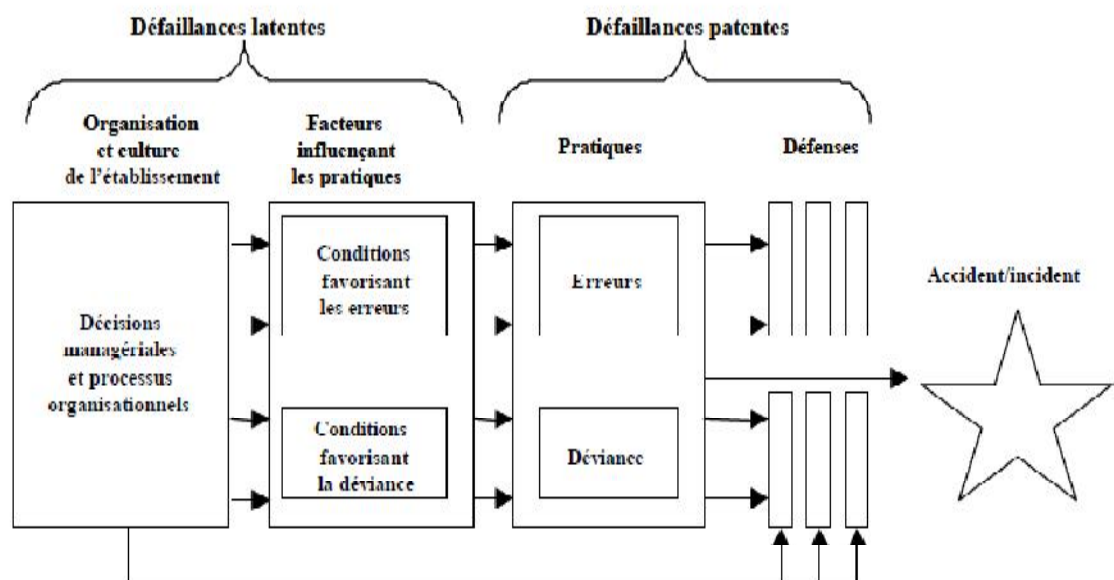 Défaillances latentes
Défaillances patentes
Organisation
et culture
de l'établissement
Facteurs
influençant
les pratiques
Pratiques
Défenses
Décisions
managériales
et processus
organisationnels
Conditions
favorisant
les erreurs
Erreurs
Conditions
favorisant
la déviance
Déviance
Accident/incident